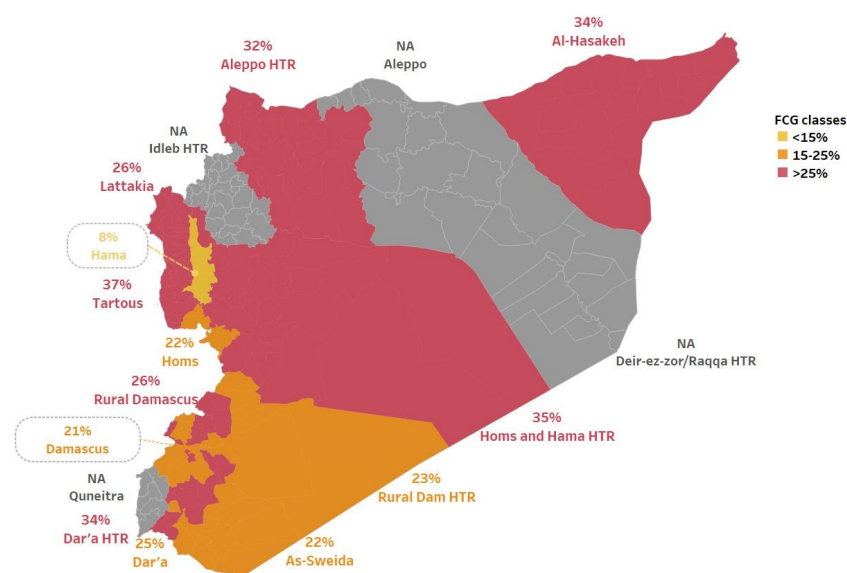 34%
Al-Hasakeh
32%
Aleppo HTR
NA
Aleppo
FCG classes
<15%
15-25%
>25%
NA
Idleb HTR
26%
Lattakia
8%
Hama
37%
Tartous
22%
Homs
NA
Deir-ez-zor/Raqqa HTR
26%
Rural Damascus
35%
Homs and Hama HTR
21%
Damascus
23%
Rural Dam HTR
NA
Quneitra
34%
Dar'a HTR
25%
Dar'a
22%
As-Sweida